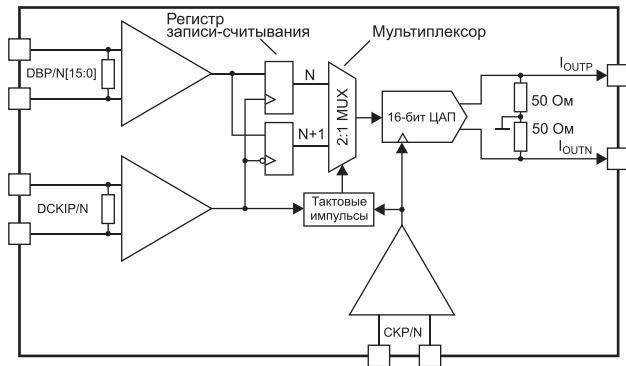 Регистр
записи-считывания
Мультиплексор
DBP/N[15:0]
N
N+1
2:1 MUX
16-бит ЦАП
IOUTP
50 Ом
50 Ом
IOUTN
DCKIP/N
Тактовые
импульсы
CKP/N